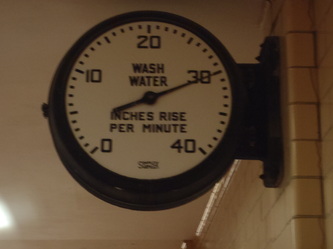 20
WASH
WATER
10 30
INCHES RISE
PER MINUTE
0 40